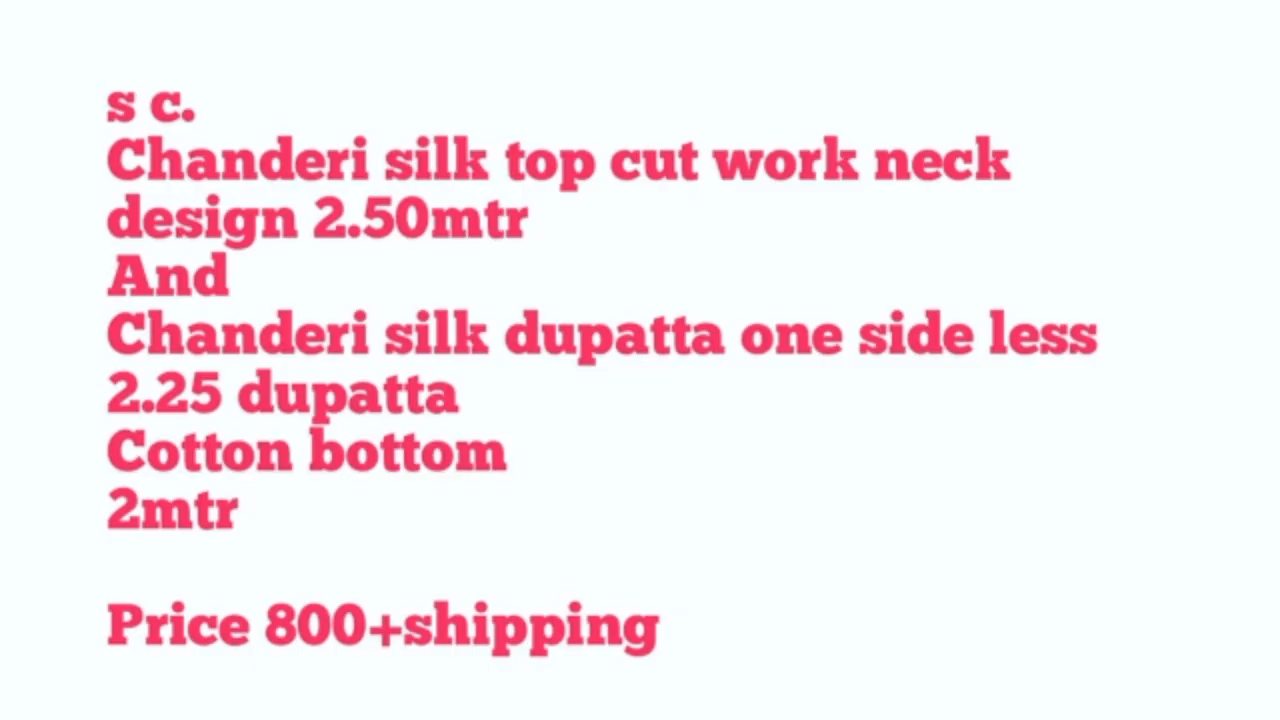 s c.
Chanderi silk top cut work neck
design 2.50mtr
And
Chanderi silk dupatta one side less
2.25 dupatta
Cotton bottom
2mtr
Price 800+shipping